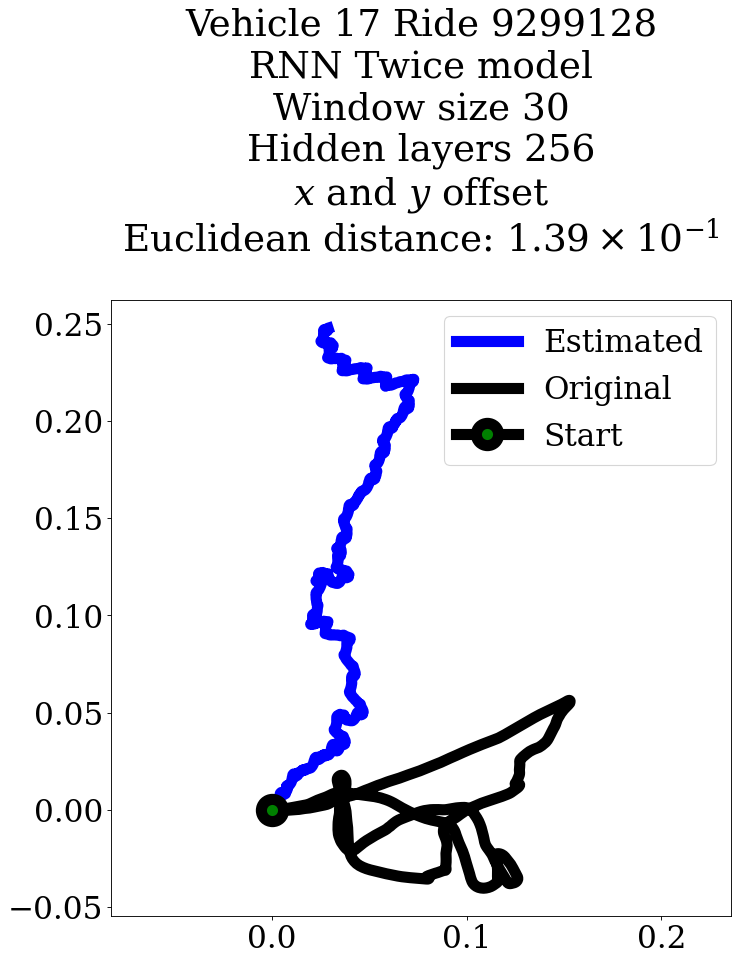 Vehicle 17 Ride 9299128
RNN Twice model
Window size 30
Hidden layers 256
x and y offset
Euclidean distance: 1.39 × 10⁻¹
Estimated
Original
Start
0.25
0.20
0.15
0.10
0.05
0.00
−0.05
0.0 0.1 0.2